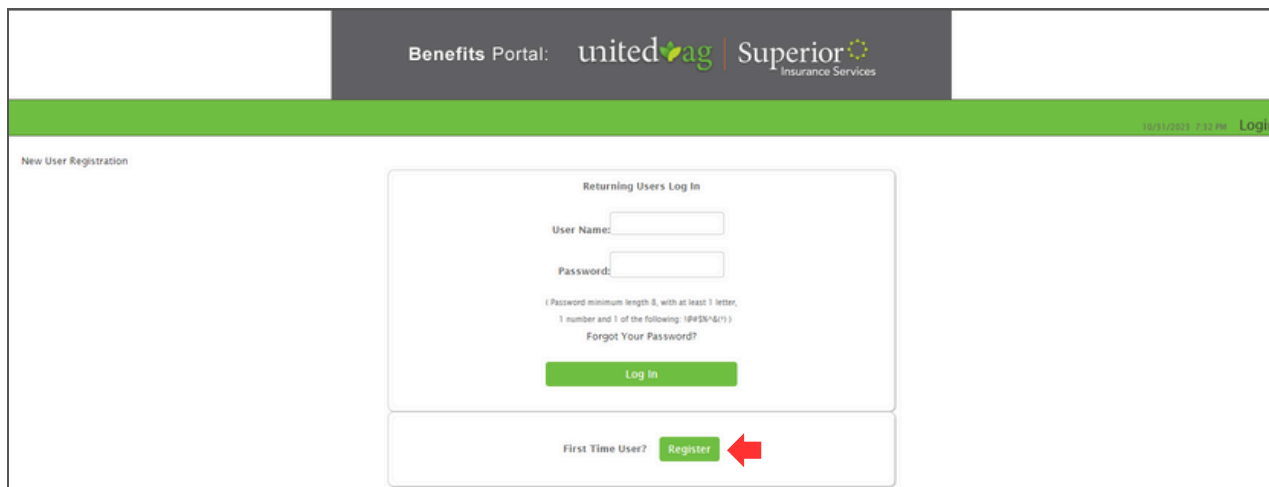 Benefits Portal: united ag Superior
Insurance Services
10/31/2023 7:32 PM Logi
New User Registration
Returning Users Log In
User Name:
Password:
( Password minimum length 8, with at least 1 letter,
1 number and 1 of the following: !@#$%^&(*) )
Forgot Your Password?
Log In
First Time User? Register